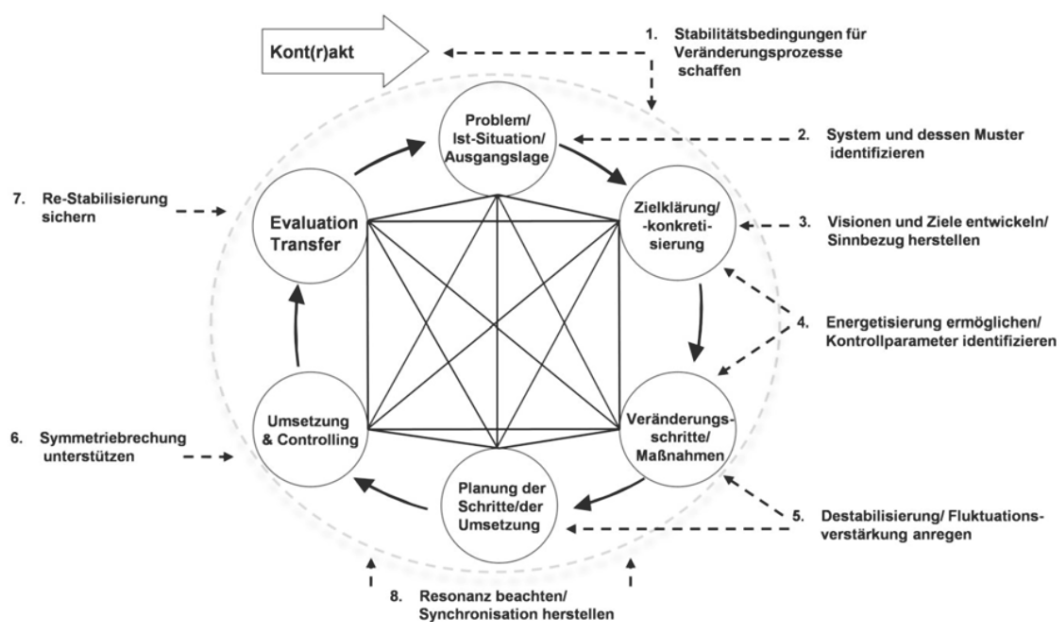 Kont(r)akt
1. Stabilitätsbedingungen für
Veränderungsprozesse
schaffen
Problem/
Ist-Situation/
Ausgangslage
2. System und dessen Muster
identifizieren
7. Re-Stabilisierung
sichern
Evaluation
Transfer
Zielklärung/
-konkreti-
sierung
3. Visionen und Ziele entwickeln/
Sinnbezug herstellen
4. Energetisierung ermöglichen/
Kontrollparameter identifizieren
6. Symmetriebrechung
unterstützen
Umsetzung
& Controlling
Veränderungs-
schritte/
Maßnahmen
Planung der
Schritte/der
Umsetzung
5. Destabilisierung/ Fluktuations-
verstärkung anregen
8. Resonanz beachten/
Synchronisation herstellen